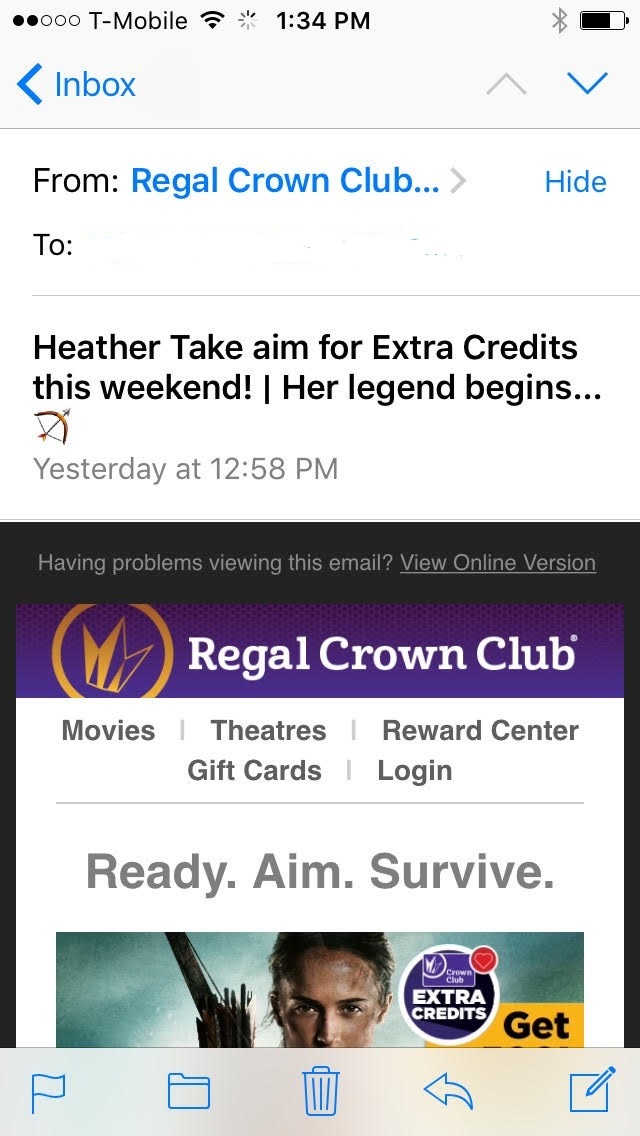 T-Mobile 1:34 PM
Inbox
From: Regal Crown Club... Hide
To:
Heather Take aim for Extra Credits
this weekend! | Her legend begins...
🏹
Yesterday at 12:58 PM
Having problems viewing this email? View Online Version
Regal Crown Club®
Movies | Theatres | Reward Center
Gift Cards | Login
Ready. Aim. Survive.
Crown
Club
EXTRA
CREDITS
Get